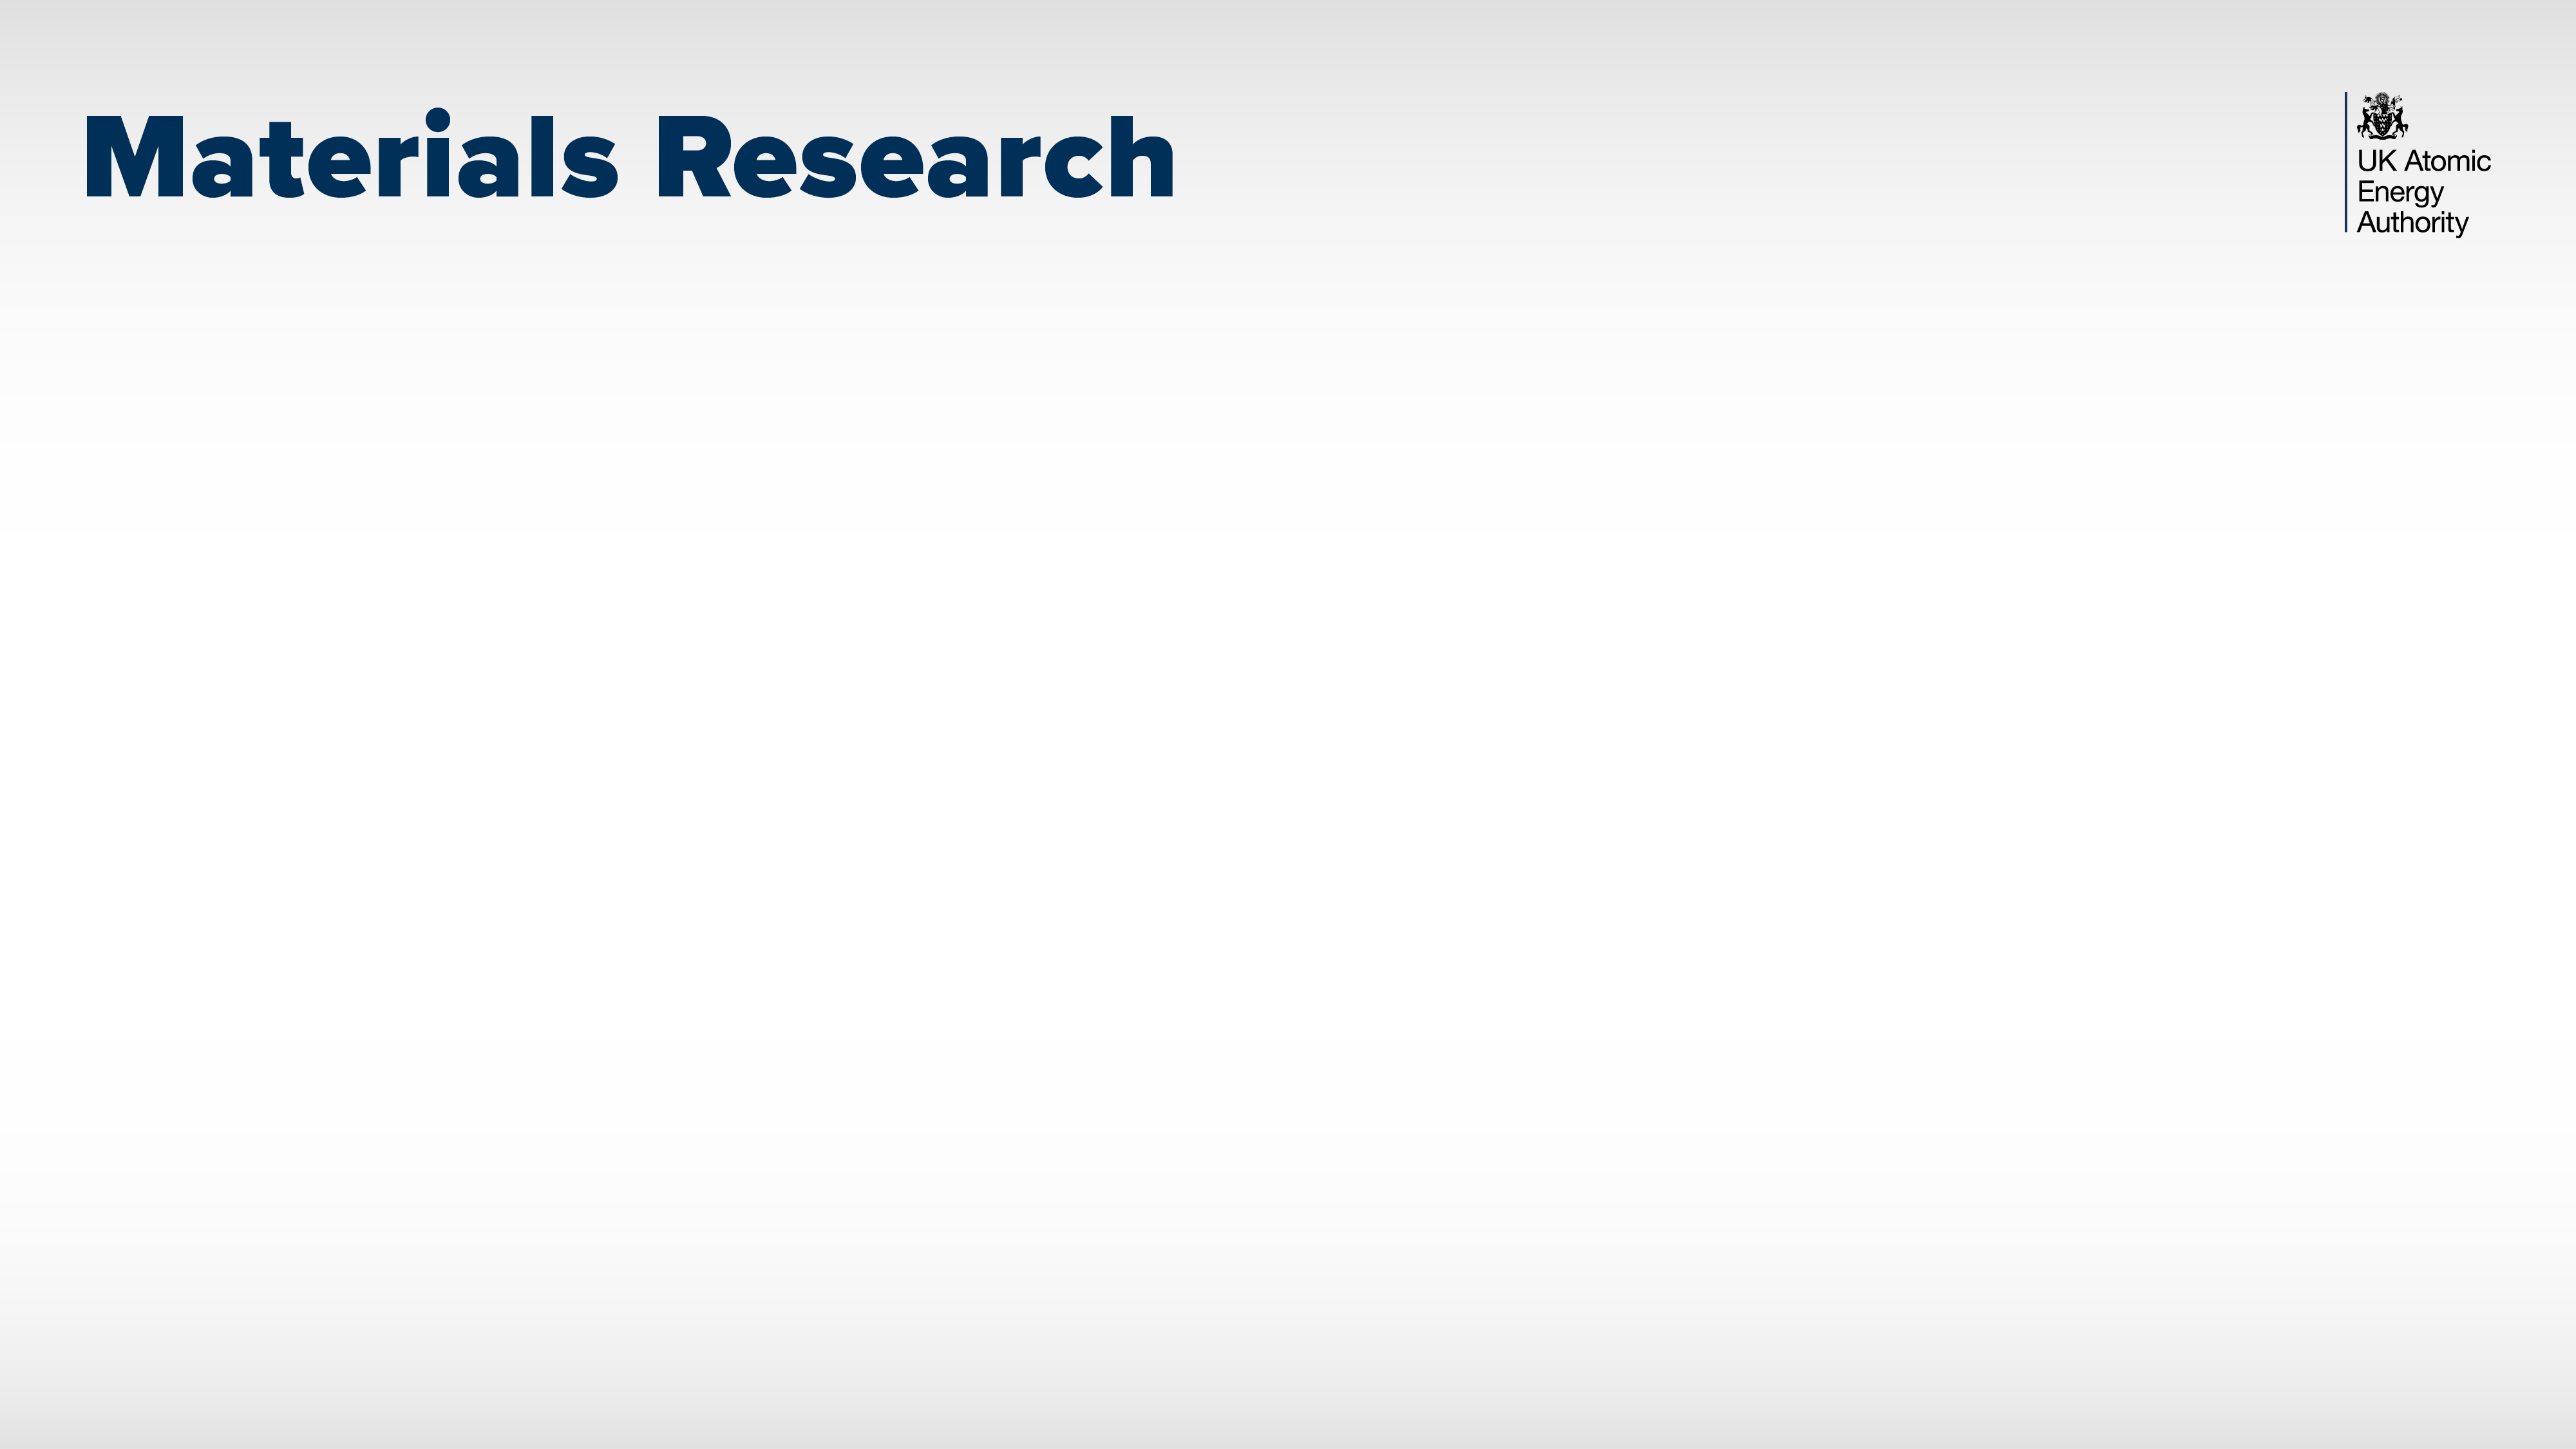 Materials Research
UK Atomic
Energy
Authority